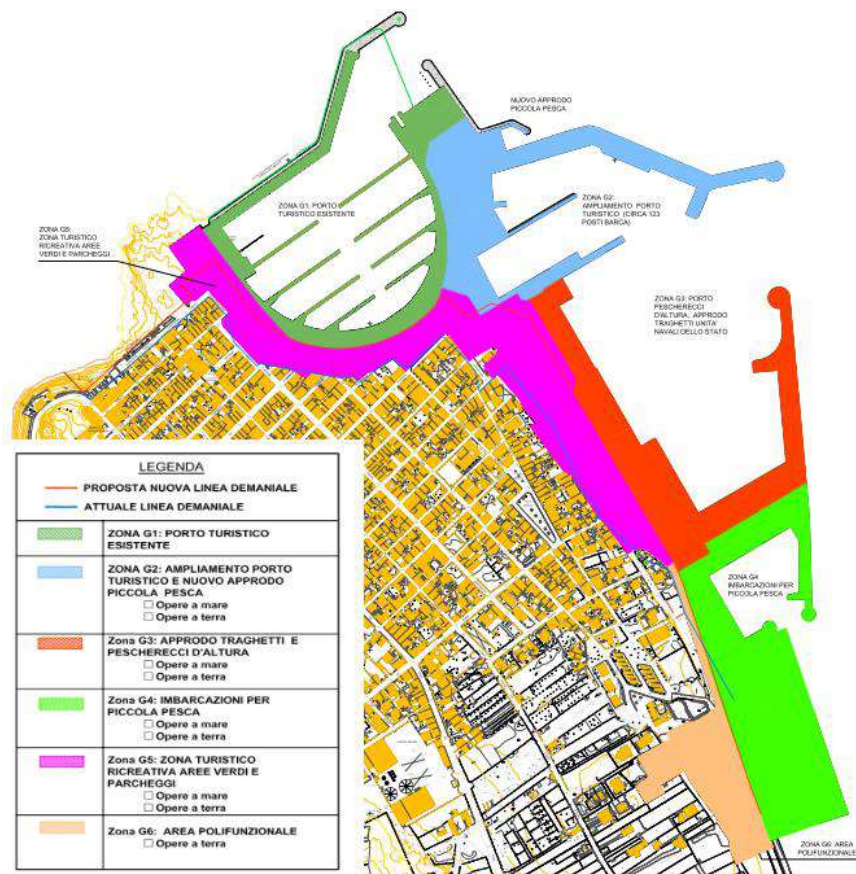 NUOVO APPRODO
PICCOLA PESCA
ZONA G1: PORTO
TURISTICO ESISTENTE
ZONA G2:
AMPLIAMENTO PORTO
TURISTICO (CIRCA 123
POSTI BARCA)
ZONA G5:
ZONA TURISTICO
RICREATIVA AREE
VERDI E PARCHEGGI
ZONA G3: PORTO
PESCHERECCI
D'ALTURA, APPRODO
TRAGHETTI UNITA'
NAVALI DELLO STATO
ZONA G4
IMBARCAZIONI PER
PICCOLA PESCA
ZONA G6: AREA
POLIFUNZIONALE
LEGENDA
PROPOSTA NUOVA LINEA DEMANIALE
ATTUALE LINEA DEMANIALE
ZONA G1: PORTO TURISTICO
ESISTENTE
ZONA G2: AMPLIAMENTO PORTO
TURISTICO E NUOVO APPRODO
PICCOLA PESCA
☐ Opere a mare
☐ Opere a terra
Zona G3: APPRODO TRAGHETTI E
PESCHERECCI D'ALTURA
☐ Opere a mare
☐ Opere a terra
Zona G4: IMBARCAZIONI PER
PICCOLA PESCA
☐ Opere a mare
☐ Opere a terra
Zona G5: ZONA TURISTICO
RICREATIVA AREE VERDI E
PARCHEGGI
☐ Opere a mare
☐ Opere a terra
Zona G6: AREA POLIFUNZIONALE
☐ Opere a terra